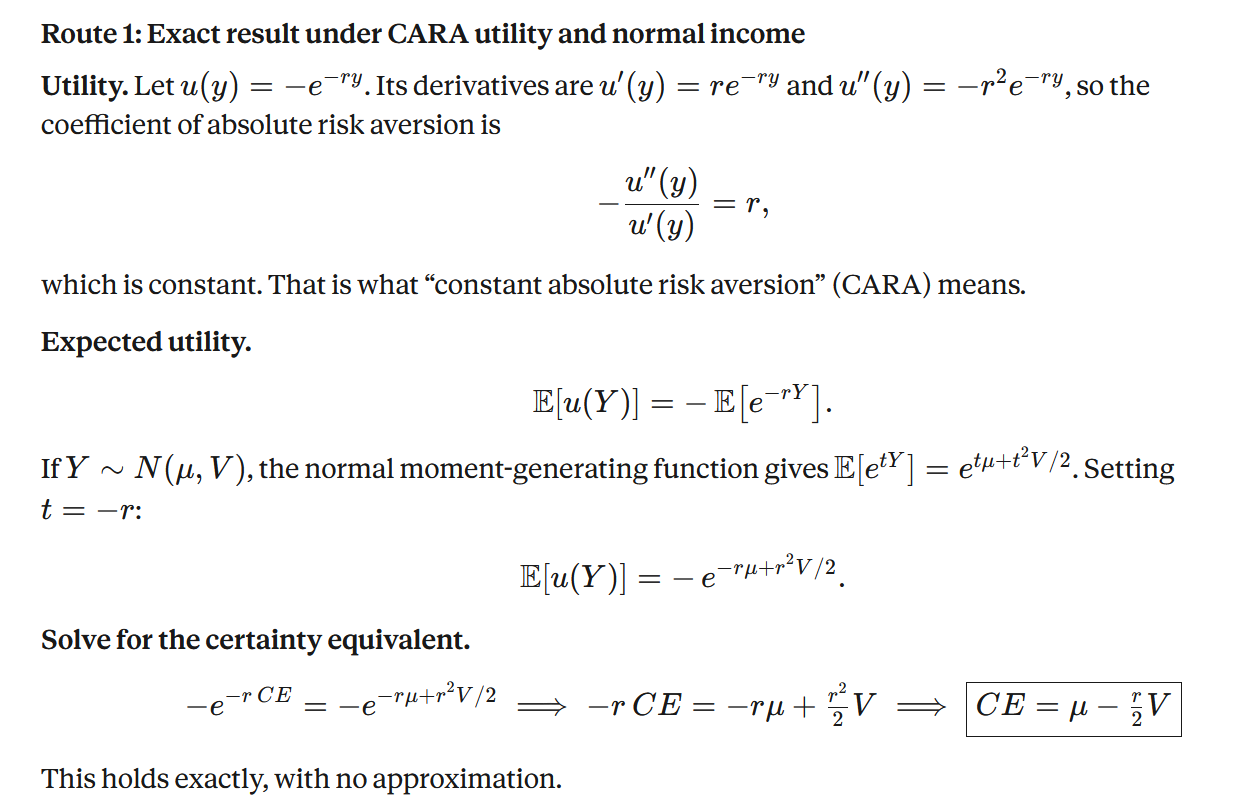 Route 1: Exact result under CARA utility and normal income
Utility. Let u(y) = −e^{−ry}. Its derivatives are u′(y) = re^{−ry} and u″(y) = −r²e^{−ry}, so the
coefficient of absolute risk aversion is
−u″(y)/u′(y) = r,
which is constant. That is what “constant absolute risk aversion” (CARA) means.
Expected utility.
𝔼[u(Y)] = − 𝔼[e^{−rY}].
If Y ∼ N(μ, V), the normal moment-generating function gives 𝔼[e^{tY}] = e^{tμ+t²V/2}. Setting
t = −r:
𝔼[u(Y)] = − e^{−rμ+r²V/2}.
Solve for the certainty equivalent.
−e^{−r CE} = −e^{−rμ+r²V/2} ⟹ −r CE = −rμ + r²/2 V ⟹ CE = μ − r/2 V
This holds exactly, with no approximation.